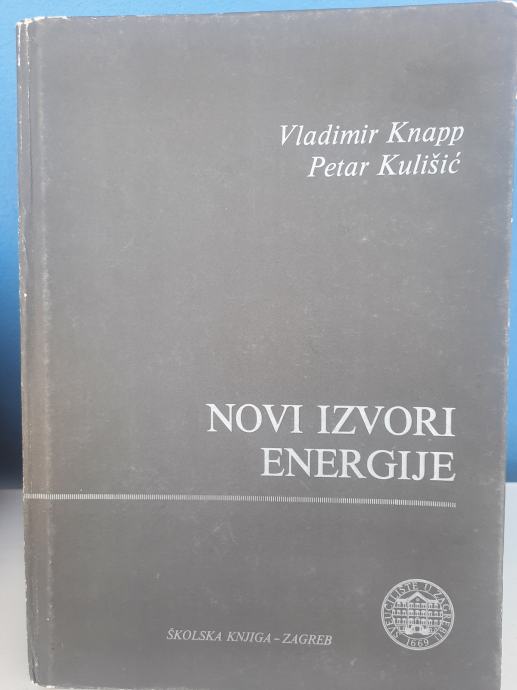 Vladimir Knapp
Petar Kulišić
NOVI IZVORI
ENERGIJE
ŠKOLSKA KNJIGA – ZAGREB
SVEUČILIŠTE U ZAGREBU
1669